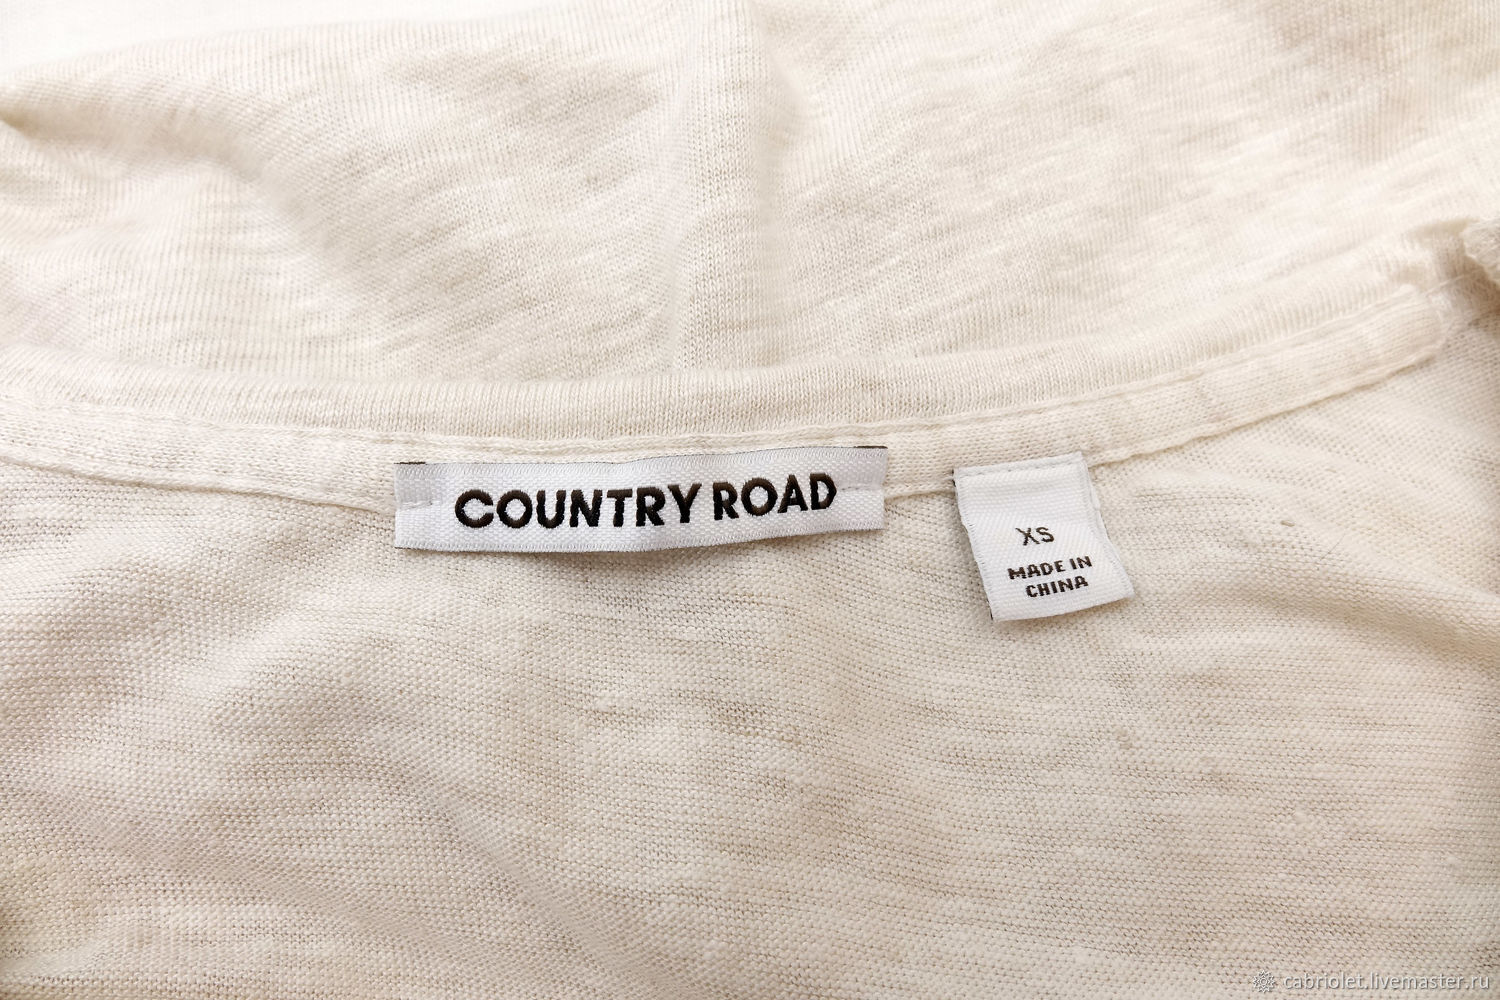 COUNTRY ROAD
XS
MADE IN
CHINA
cabriolet.livemaster.ru